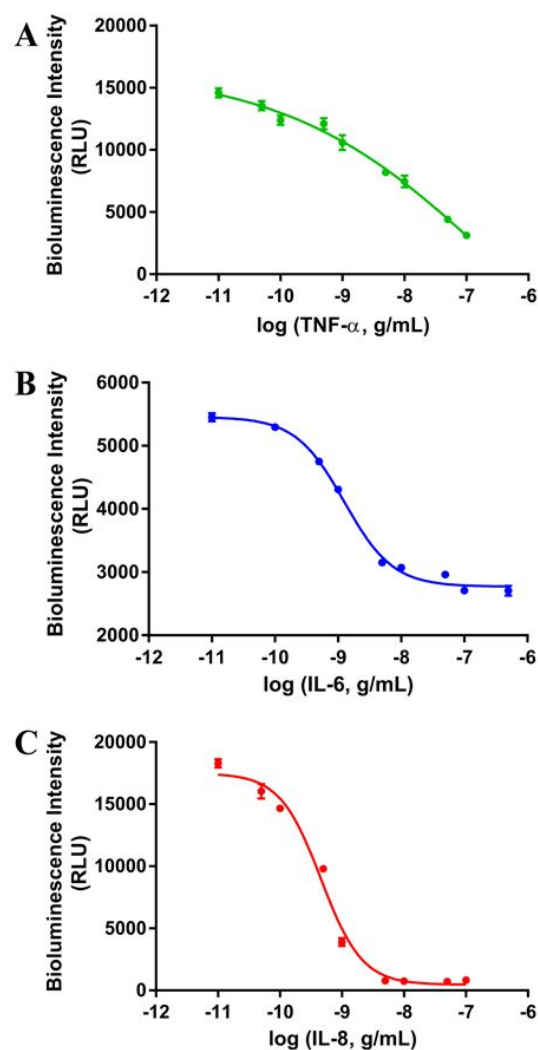 A
Bioluminescence Intensity
(RLU)
20000
15000
10000
5000
0
-12 -11 -10 -9 -8 -7 -6
log (TNF-α, g/mL)
B
Bioluminescence Intensity
(RLU)
6000
5000
4000
3000
2000
-12 -11 -10 -9 -8 -7 -6
log (IL-6, g/mL)
C
Bioluminescence Intensity
(RLU)
20000
15000
10000
5000
0
-12 -11 -10 -9 -8 -7 -6
log (IL-8, g/mL)